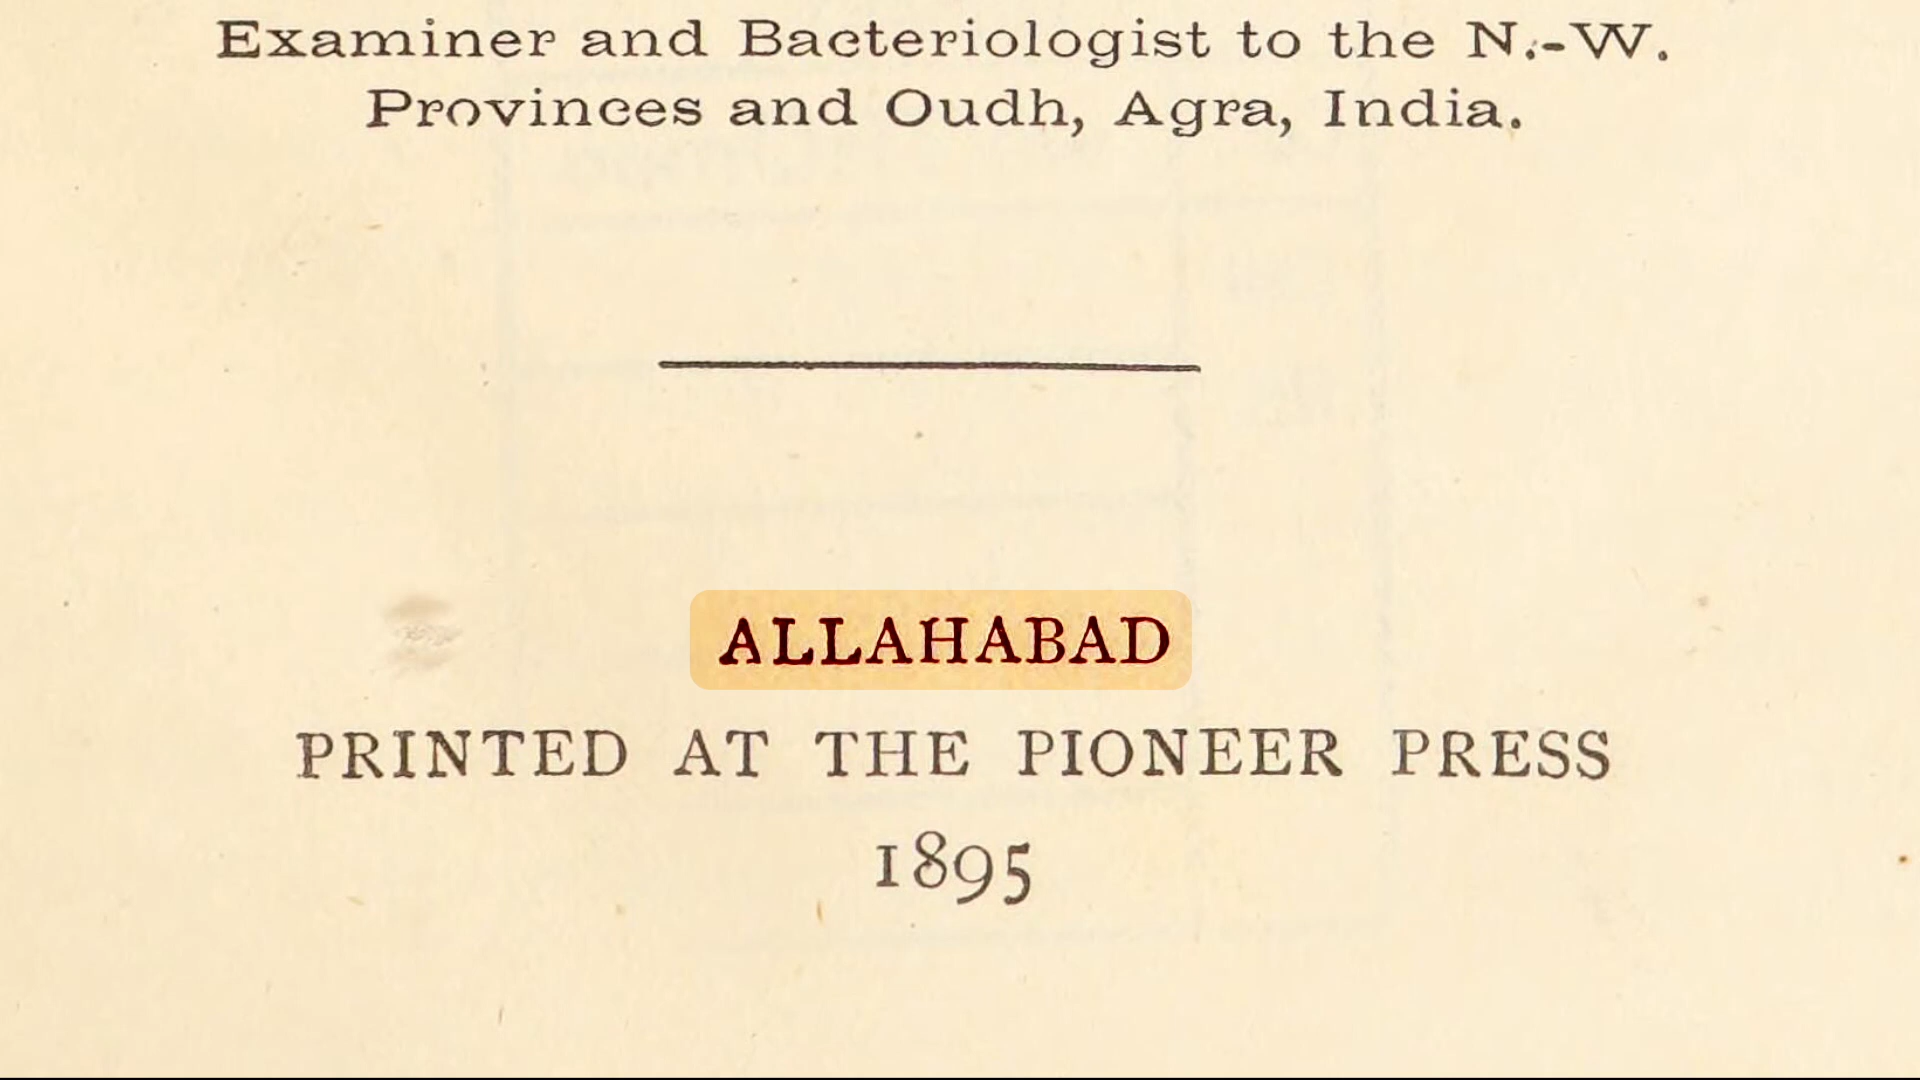 Examiner and Bacteriologist to the N.-W.
Provinces and Oudh, Agra, India.
ALLAHABAD
PRINTED AT THE PIONEER PRESS
1895